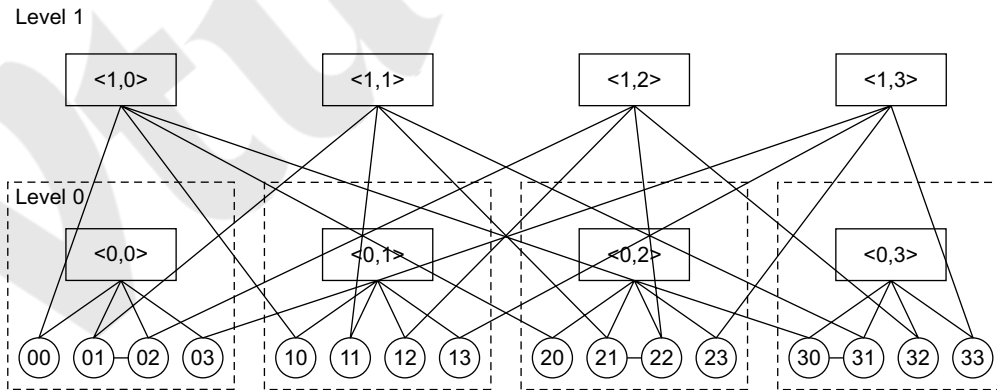 Level 1
<1,0> <1,1> <1,2> <1,3>
Level 0
<0,0> <0,1> <0,2> <0,3>
00 01 02 03 10 11 12 13 20 21 22 23 30 31 32 33